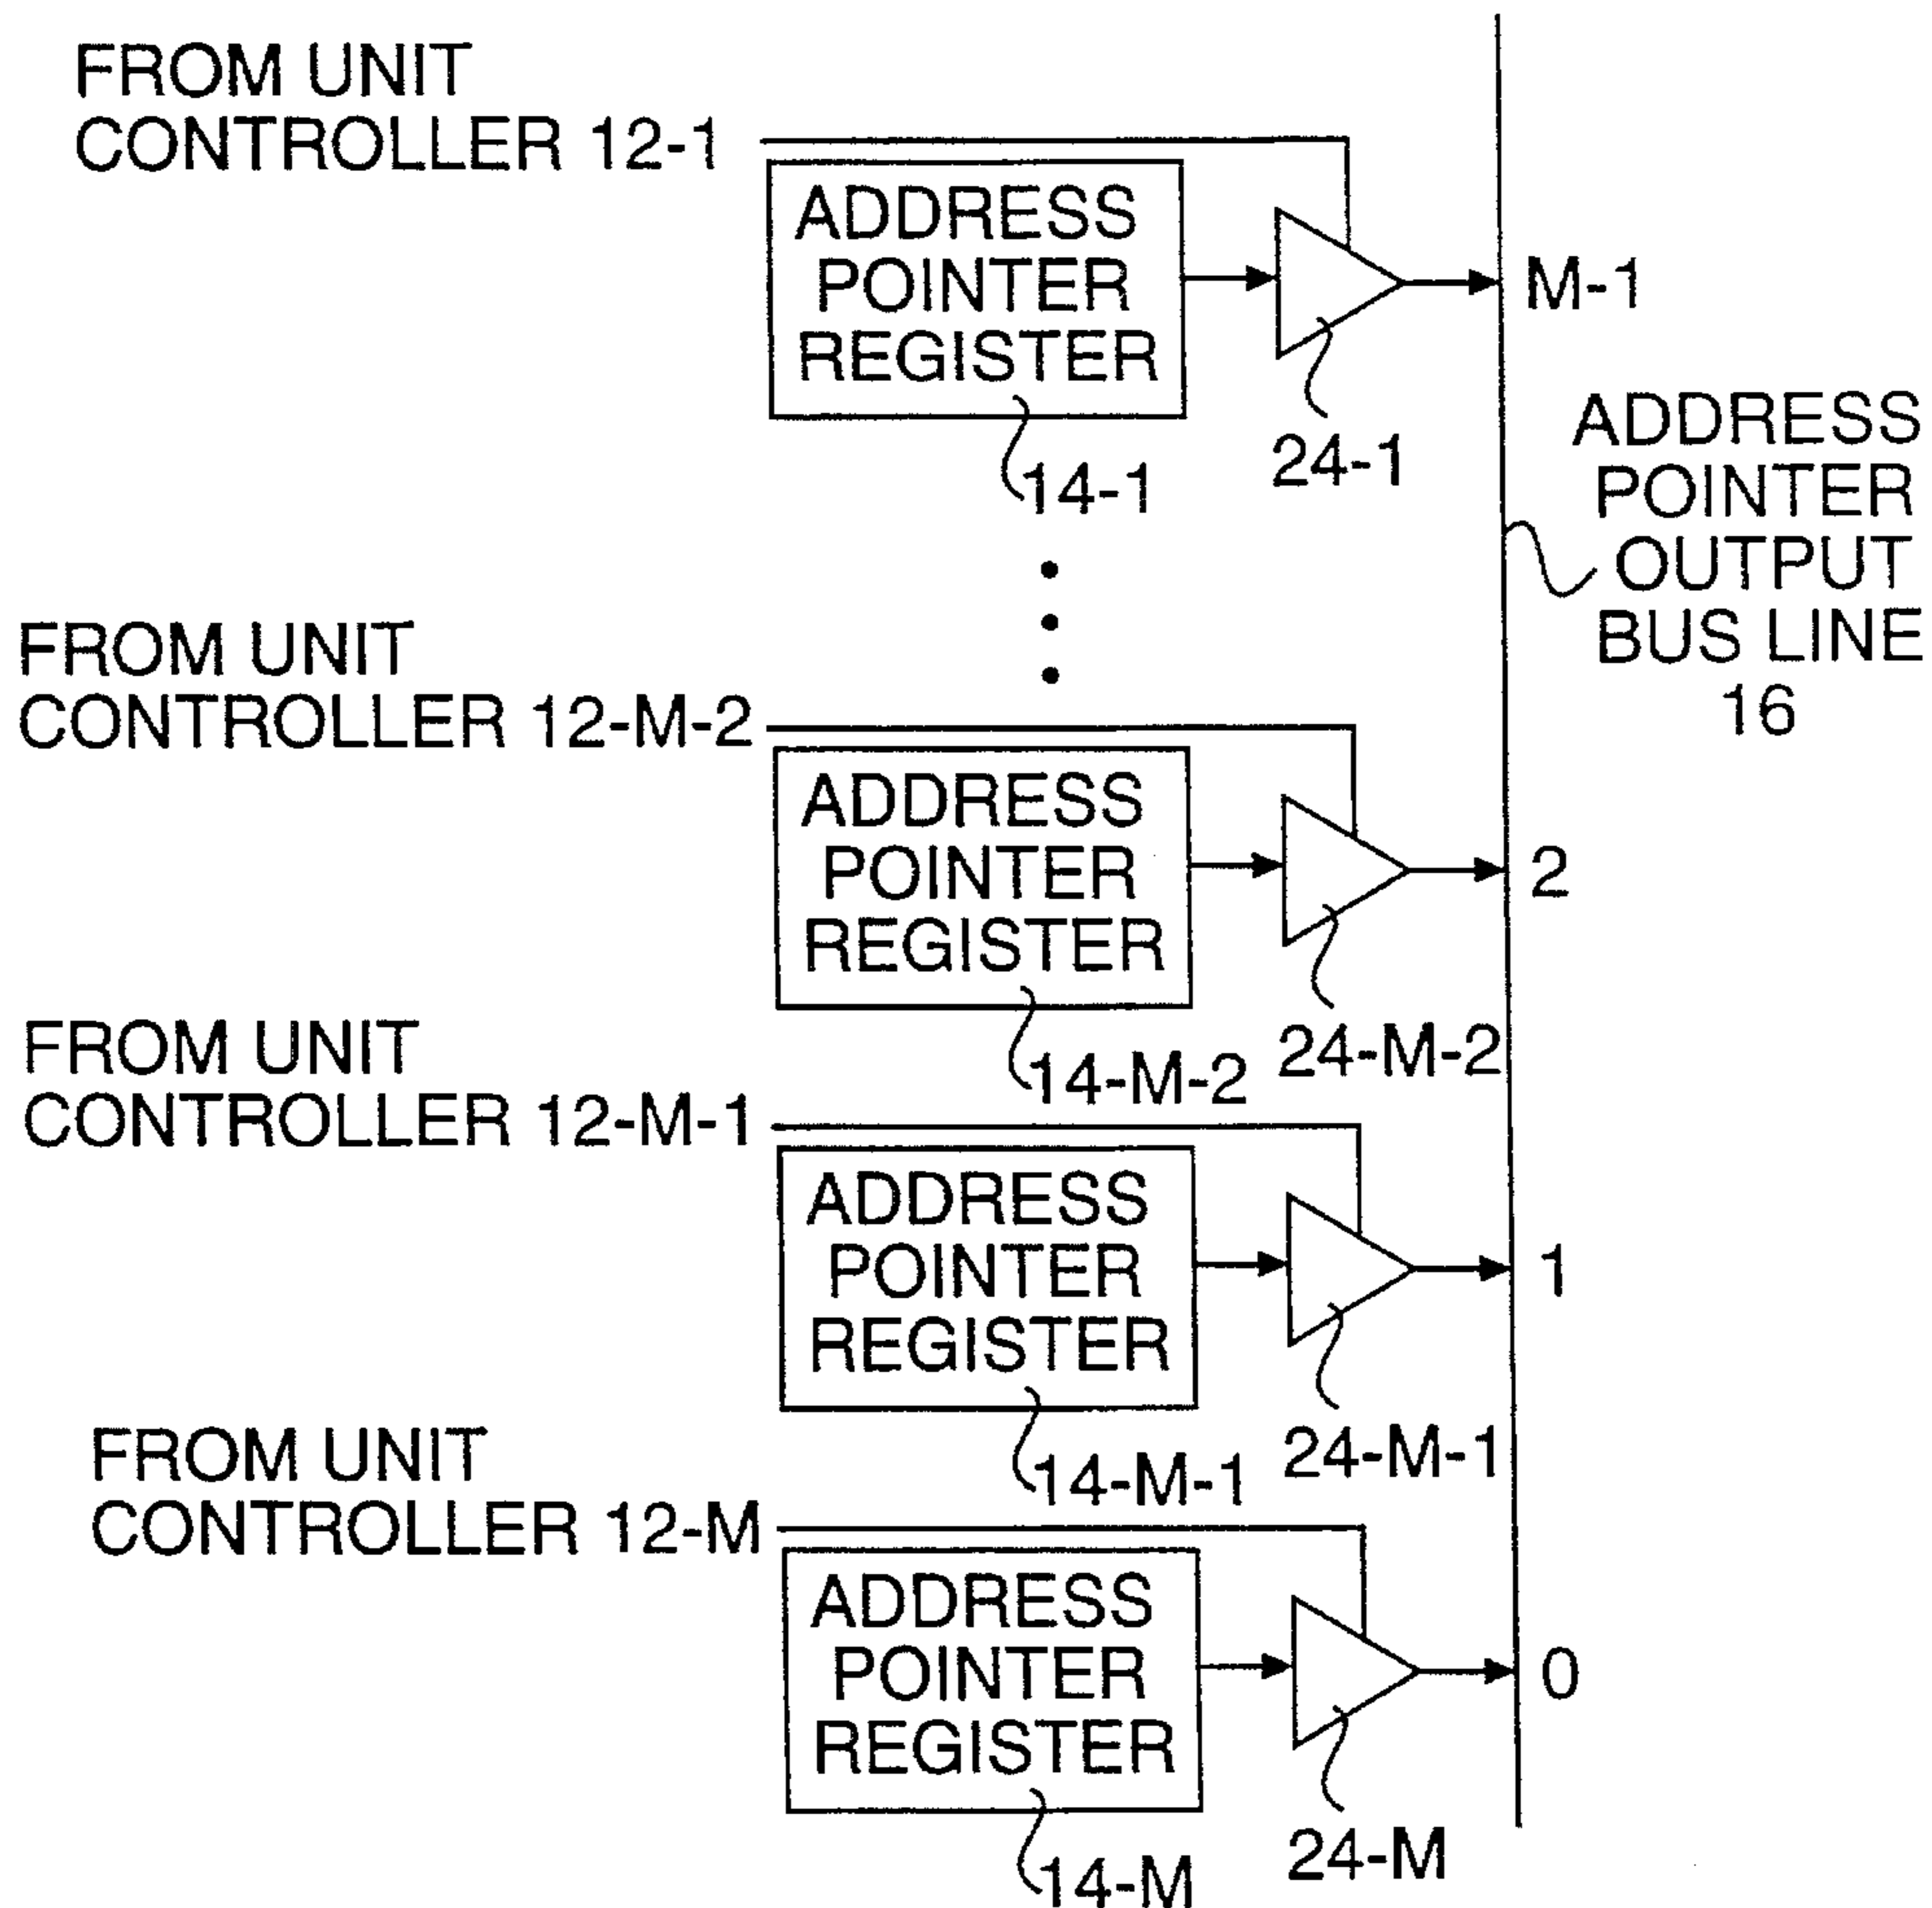 FROM UNIT
CONTROLLER 12-1
ADDRESS
POINTER
REGISTER
14-1
24-1
M-1
ADDRESS
POINTER
OUTPUT
BUS LINE
16
FROM UNIT
CONTROLLER 12-M-2
ADDRESS
POINTER
REGISTER
14-M-2
24-M-2
2
FROM UNIT
CONTROLLER 12-M-1
ADDRESS
POINTER
REGISTER
14-M-1
24-M-1
1
FROM UNIT
CONTROLLER 12-M
ADDRESS
POINTER
REGISTER
14-M
24-M
0